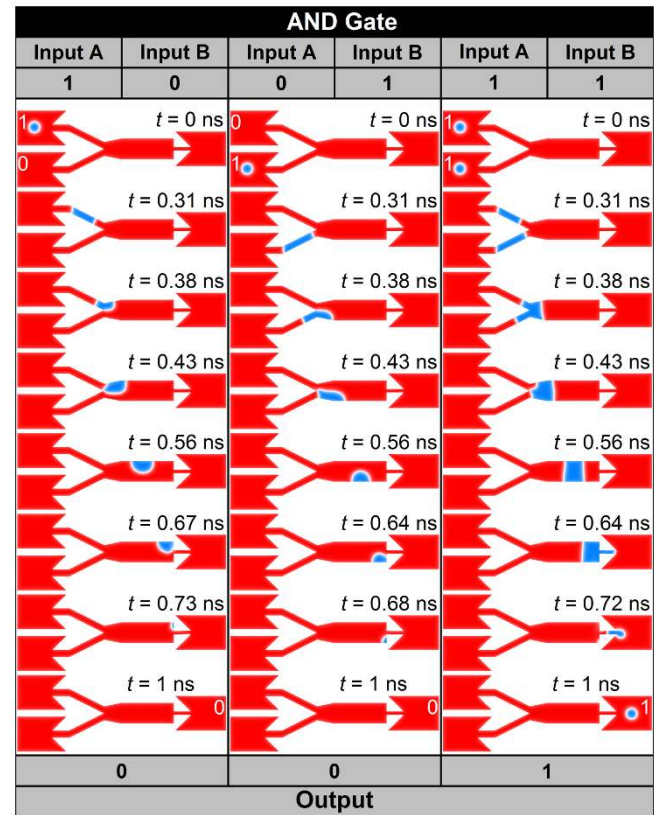 AND Gate
Input A Input B Input A Input B Input A Input B
1 0 0 1 1 1
1 t = 0 ns 0 t = 0 ns 1 t = 0 ns
0 1 1
t = 0.31 ns t = 0.31 ns t = 0.31 ns
t = 0.38 ns t = 0.38 ns t = 0.38 ns
t = 0.43 ns t = 0.43 ns t = 0.43 ns
t = 0.56 ns t = 0.56 ns t = 0.56 ns
t = 0.67 ns t = 0.64 ns t = 0.64 ns
t = 0.73 ns t = 0.68 ns t = 0.72 ns
t = 1 ns t = 1 ns t = 1 ns
0 0 1
0 0 1
Output